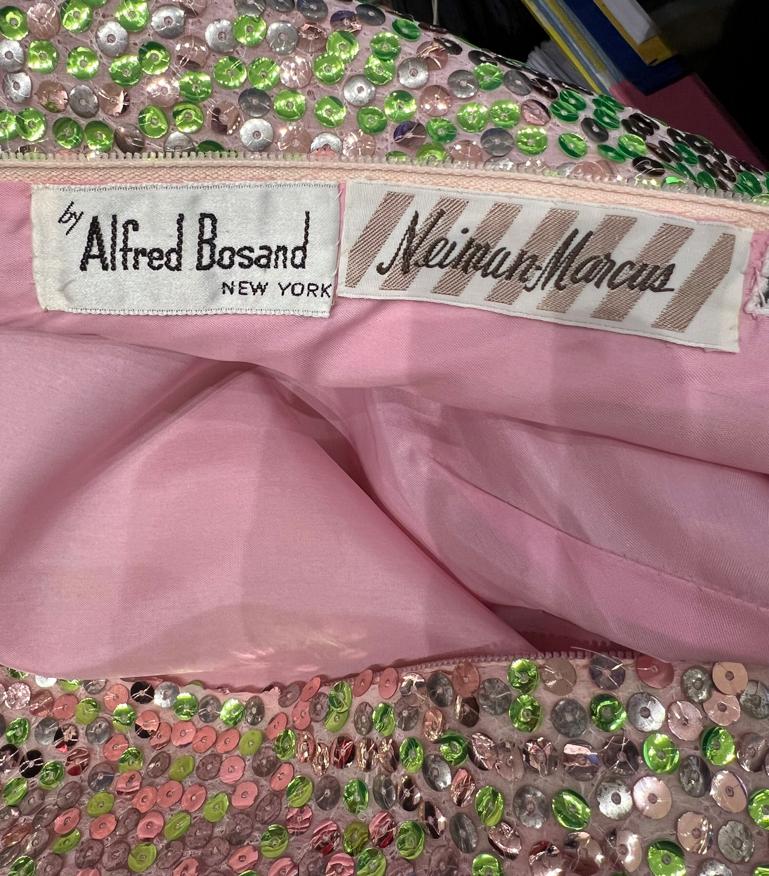 by
Alfred Bosand
NEW YORK
Neiman-Marcus